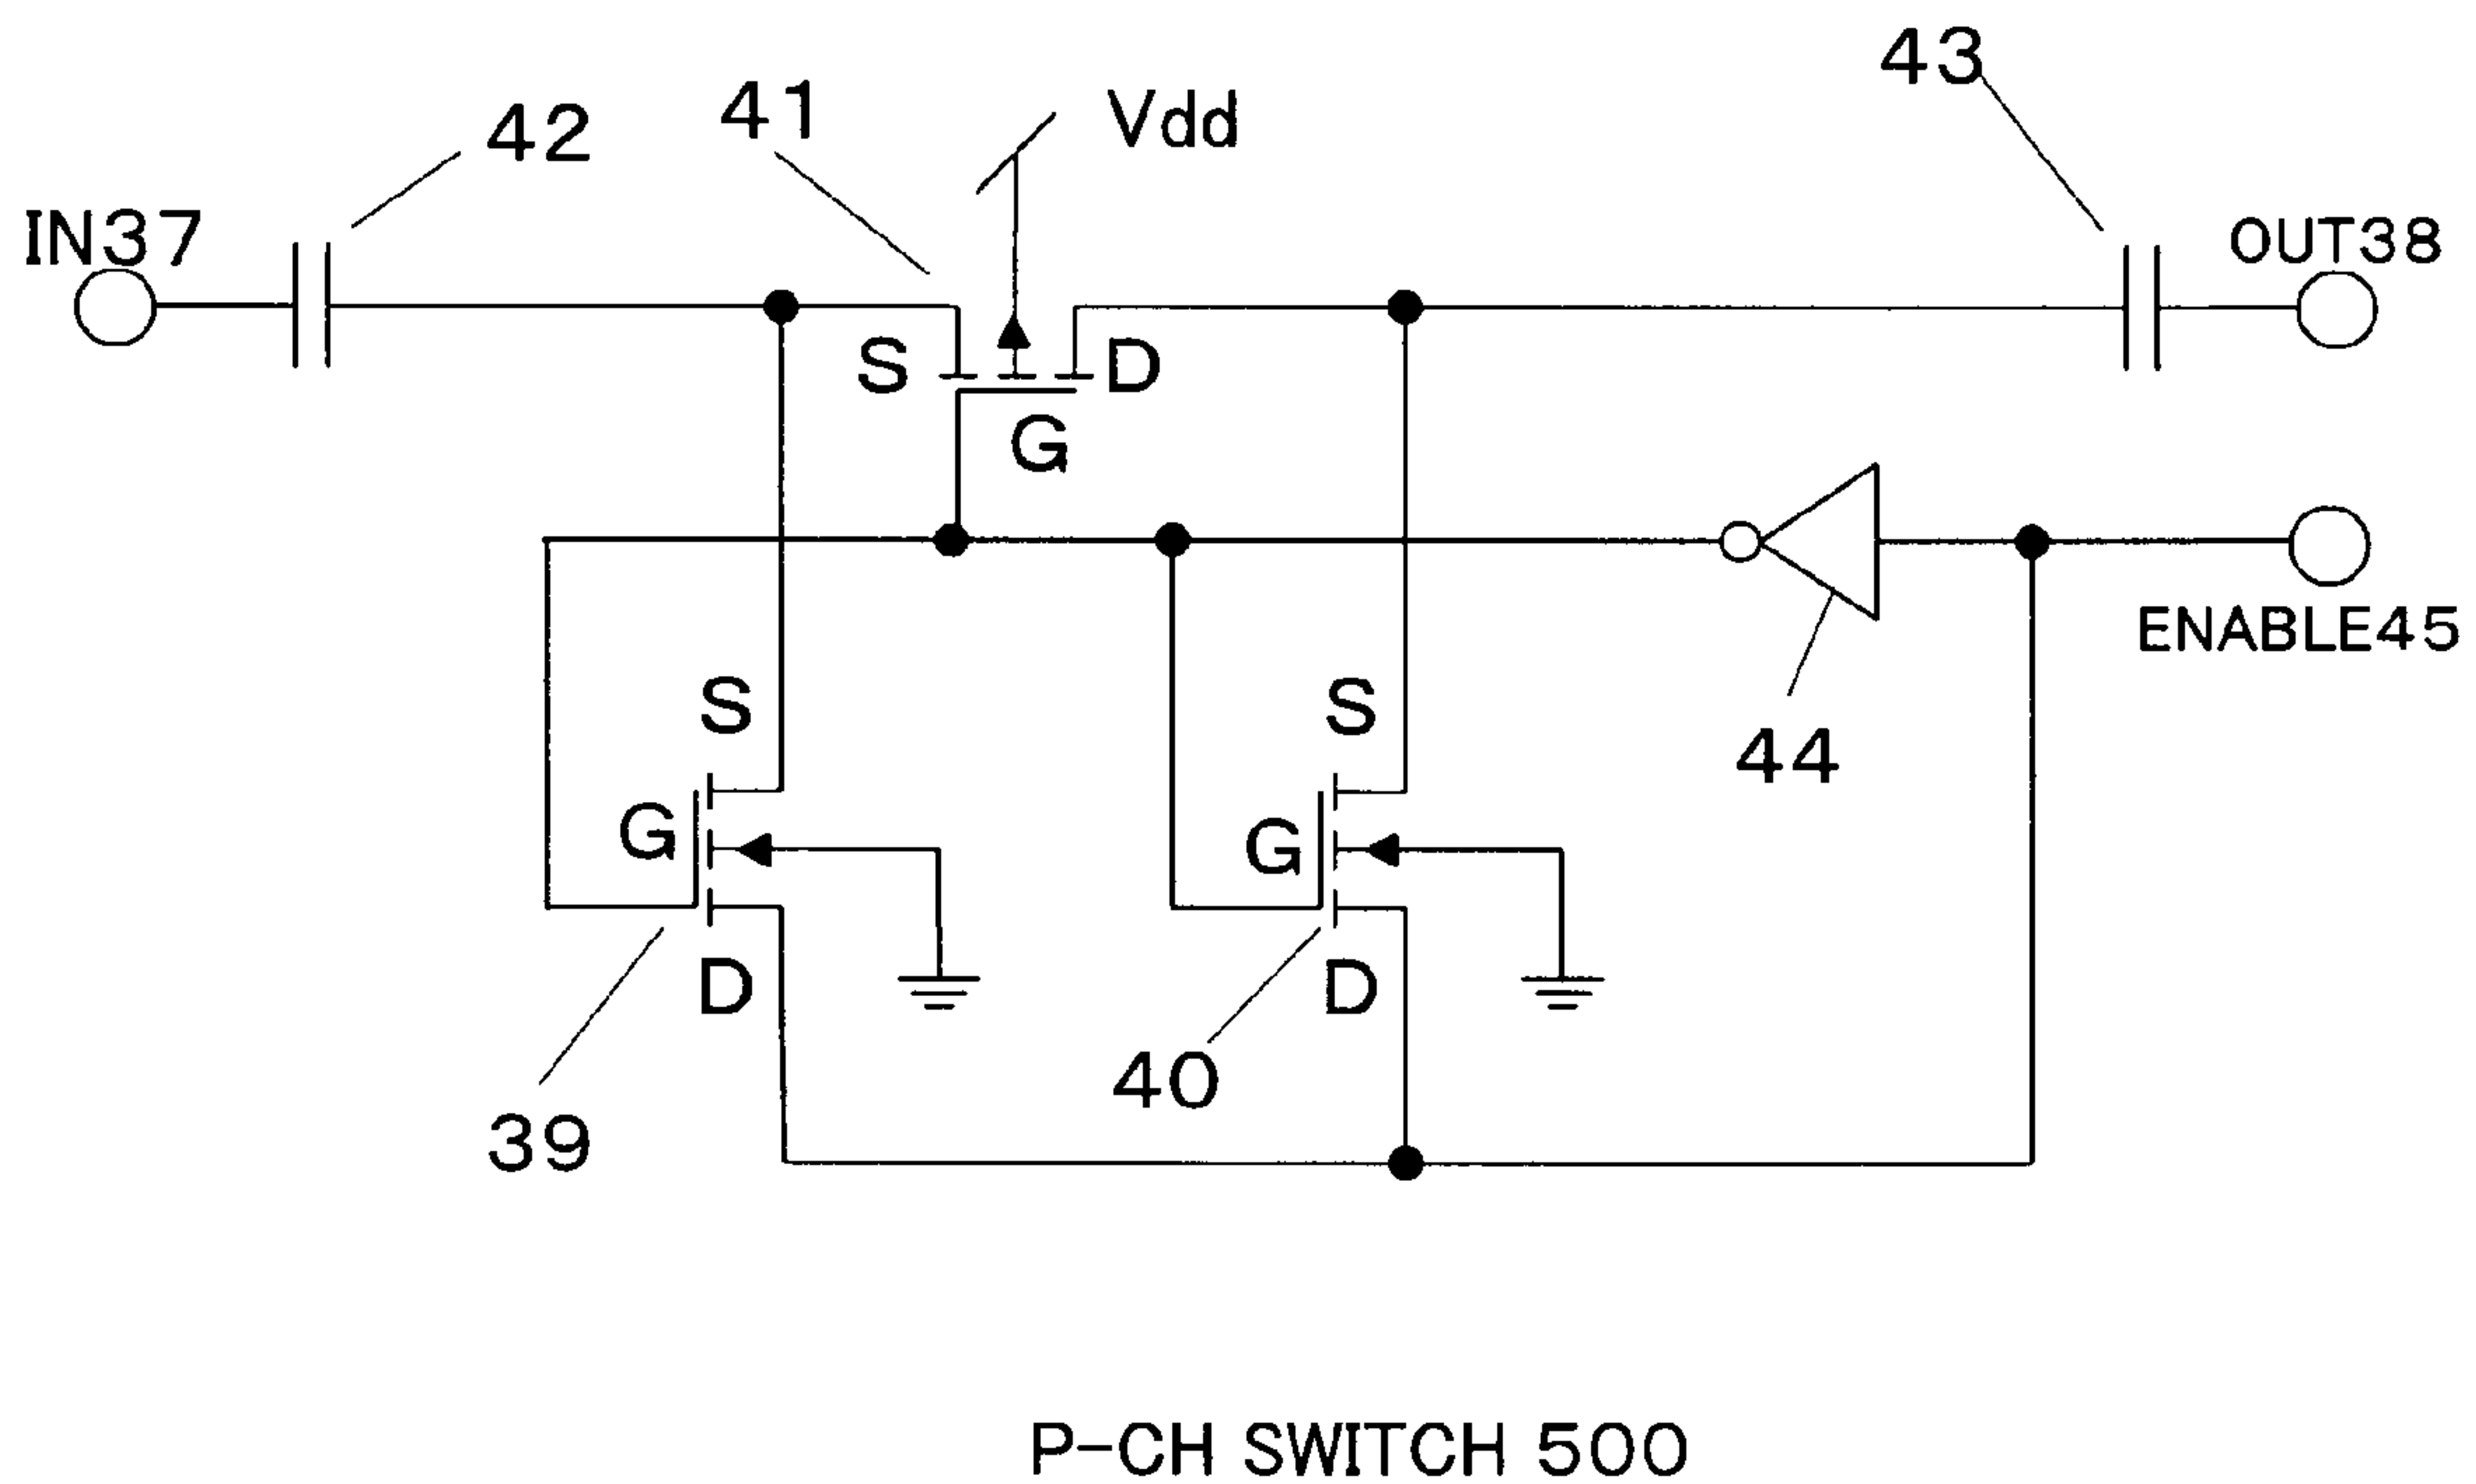 43
41
Vdd
42
IN37
OUT38
S
D
G
ENABLE45
S
S
44
G
G
D
D
40
39
P-CH SWITCH 500